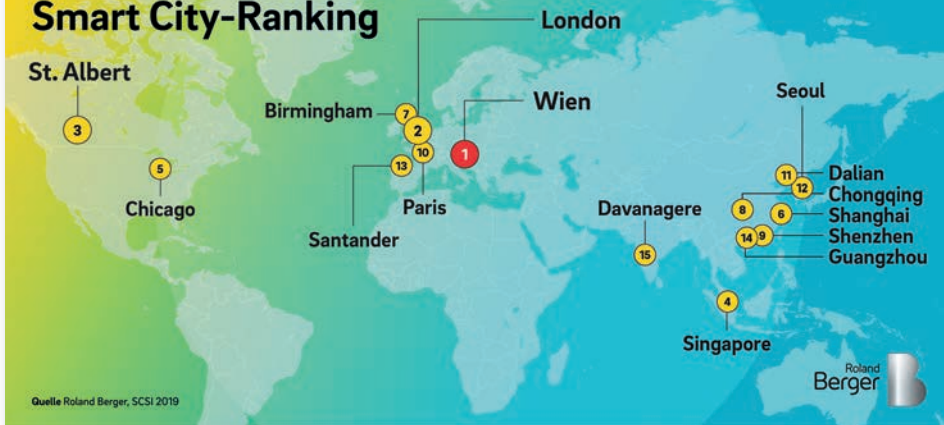 Smart City-Ranking
London
St. Albert
Wien
Seoul
Birmingham
7
3
2
1
5
10
13
11
Dalian
12
Chongqing
Chicago
Paris
Davanagere
8
6
Shanghai
Santander
14
9
Shenzhen
15
Guangzhou
4
Singapore
Roland
Berger
B
Quelle Roland Berger, SCSI 2019